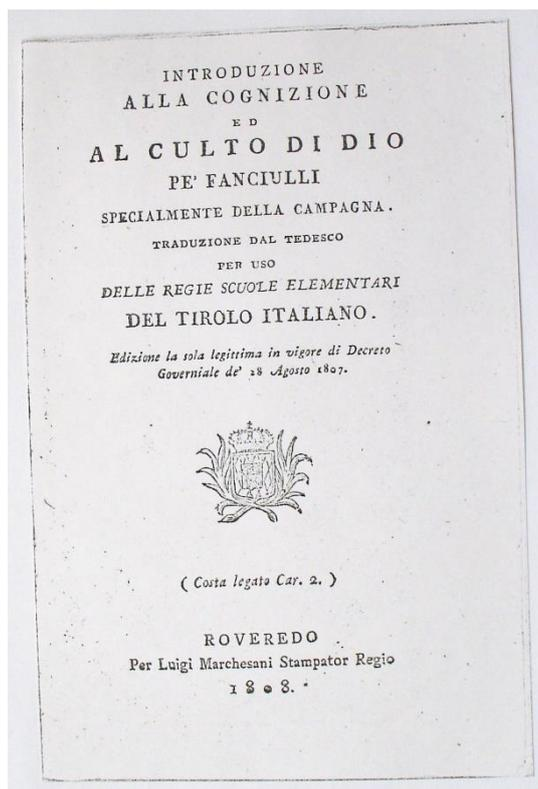 INTRODUZIONE
ALLA COGNIZIONE
ED
AL CULTO DI DIO
PE' FANCIULLI
SPECIALMENTE DELLA CAMPAGNA.
TRADUZIONE DAL TEDESCO
PER USO
DELLE REGIE SCUOLE ELEMENTARI
DEL TIROLO ITALIANO.
Edizione la sola legittima in vigore di Decreto
Governiale de' 28 Agosto 1807.
( Costa legato Car. 2. )
ROVEREDO
Per Luigi Marchesani Stampator Regio
1808.